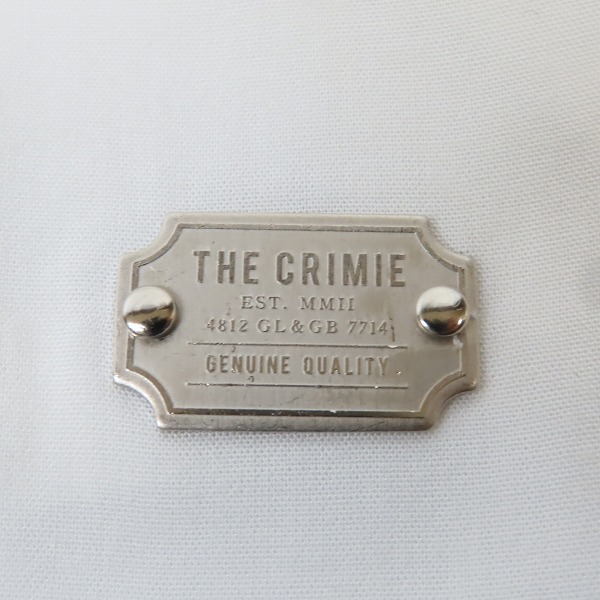 THE CRIMIE
EST. MMII
4812 GL & GB 7714
GENUINE QUALITY